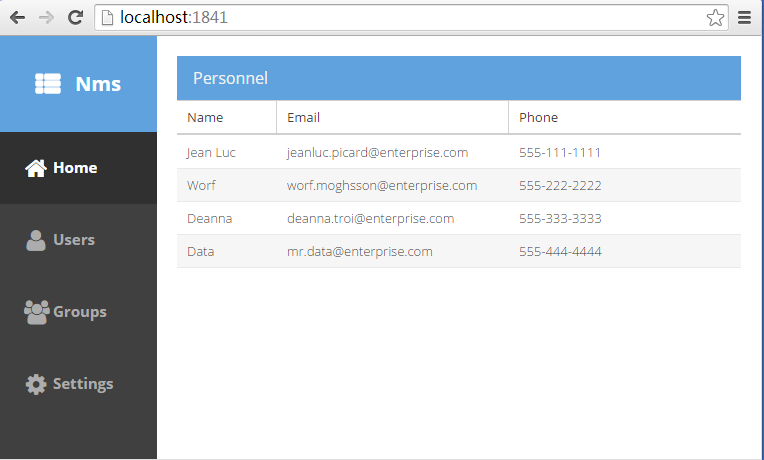 localhost:1841
Nms
Home
Users
Groups
Settings
Personnel
Name Email Phone
Jean Luc jeanluc.picard@enterprise.com 555-111-1111
Worf worf.moghsson@enterprise.com 555-222-2222
Deanna deanna.troi@enterprise.com 555-333-3333
Data mr.data@enterprise.com 555-444-4444